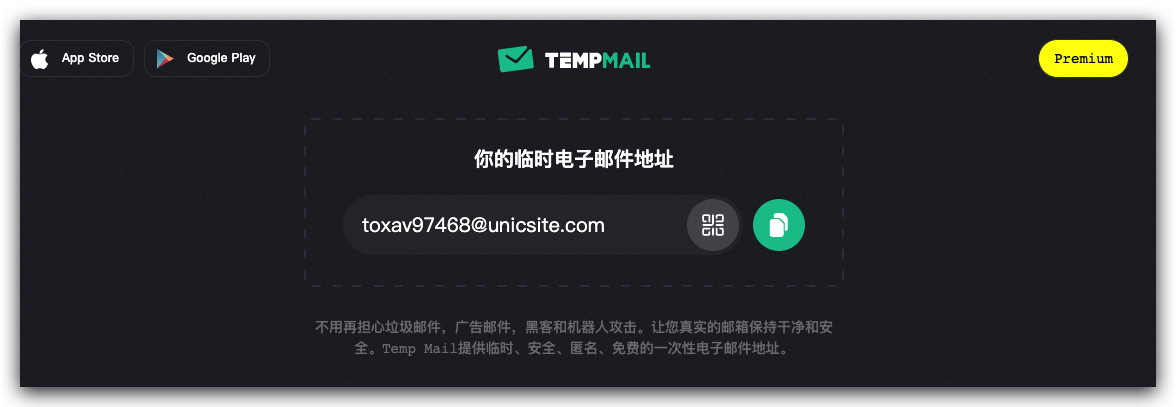 App Store
Google Play
TEMPMAIL
Premium
你的临时电子邮件地址
toxav97468@unicsite.com
不用再担心垃圾邮件，广告邮件，黑客和机器人攻击。让您真实的邮箱保持干净和安
全。Temp Mail提供临时、安全、匿名、免费的一次性电子邮件地址。